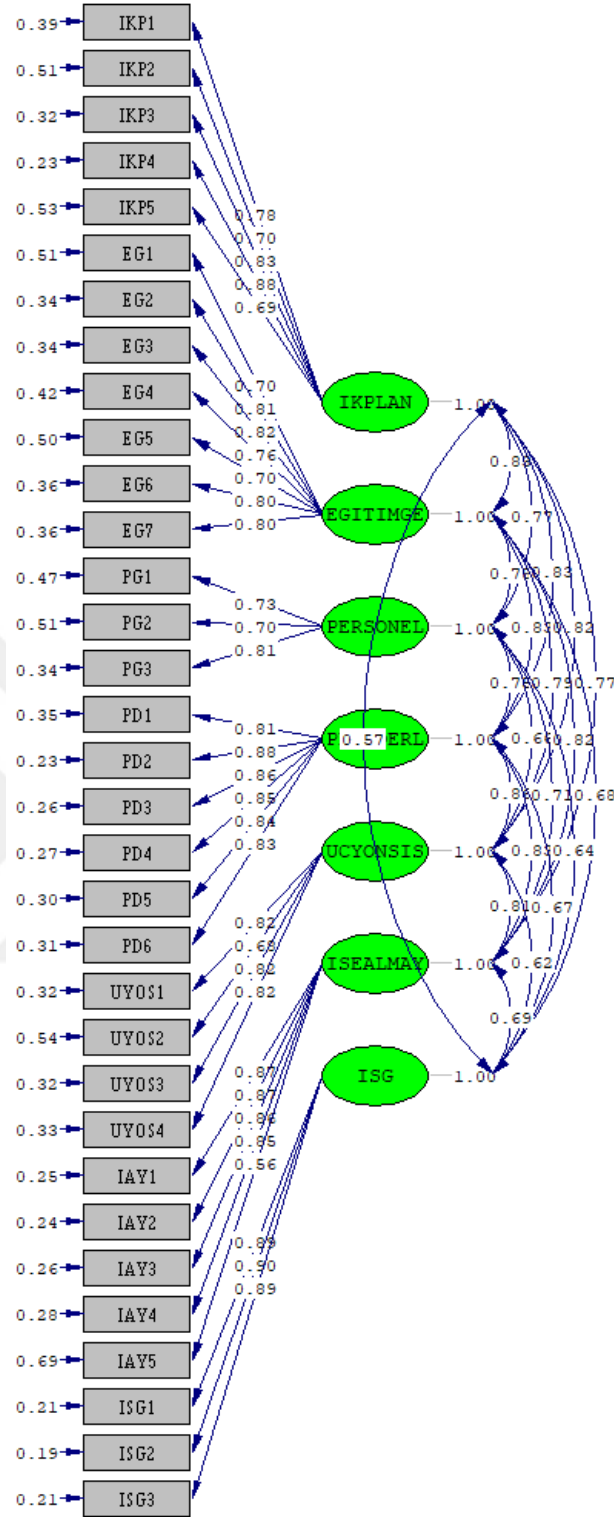 0.39 IKP1
0.51 IKP2
0.32 IKP3
0.23 IKP4
0.53 IKP5
0.78
0.70
0.83
0.88
0.69
0.51 EG1
0.34 EG2
0.34 EG3
0.42 EG4
0.50 EG5
0.36 EG6
0.36 EG7
0.70
0.81
0.82
0.76
0.70
0.80
0.80
0.47 PG1
0.51 PG2
0.34 PG3
0.73
0.70
0.81
0.35 PD1
0.23 PD2
0.26 PD3
0.27 PD4
0.30 PD5
0.31 PD6
0.81
0.88
0.86
0.85
0.84
0.83
0.32 UYOS1
0.54 UYOS2
0.32 UYOS3
0.33 UYOS4
0.82
0.68
0.82
0.82
0.25 IAY1
0.24 IAY2
0.26 IAY3
0.28 IAY4
0.69 IAY5
0.87
0.87
0.86
0.85
0.56
0.21 ISG1
0.19 ISG2
0.21 ISG3
0.89
0.90
0.89
IKPLAN 1.00
EGITIMGE 1.00
PERSONEL 1.00
0.57 1.00
UCYONSIS 1.00
ISEALMAY 1.00
ISG 1.00
0.77
0.83
0.82
0.79
0.77
0.82
0.71
0.68
0.64
0.67
0.62
0.69